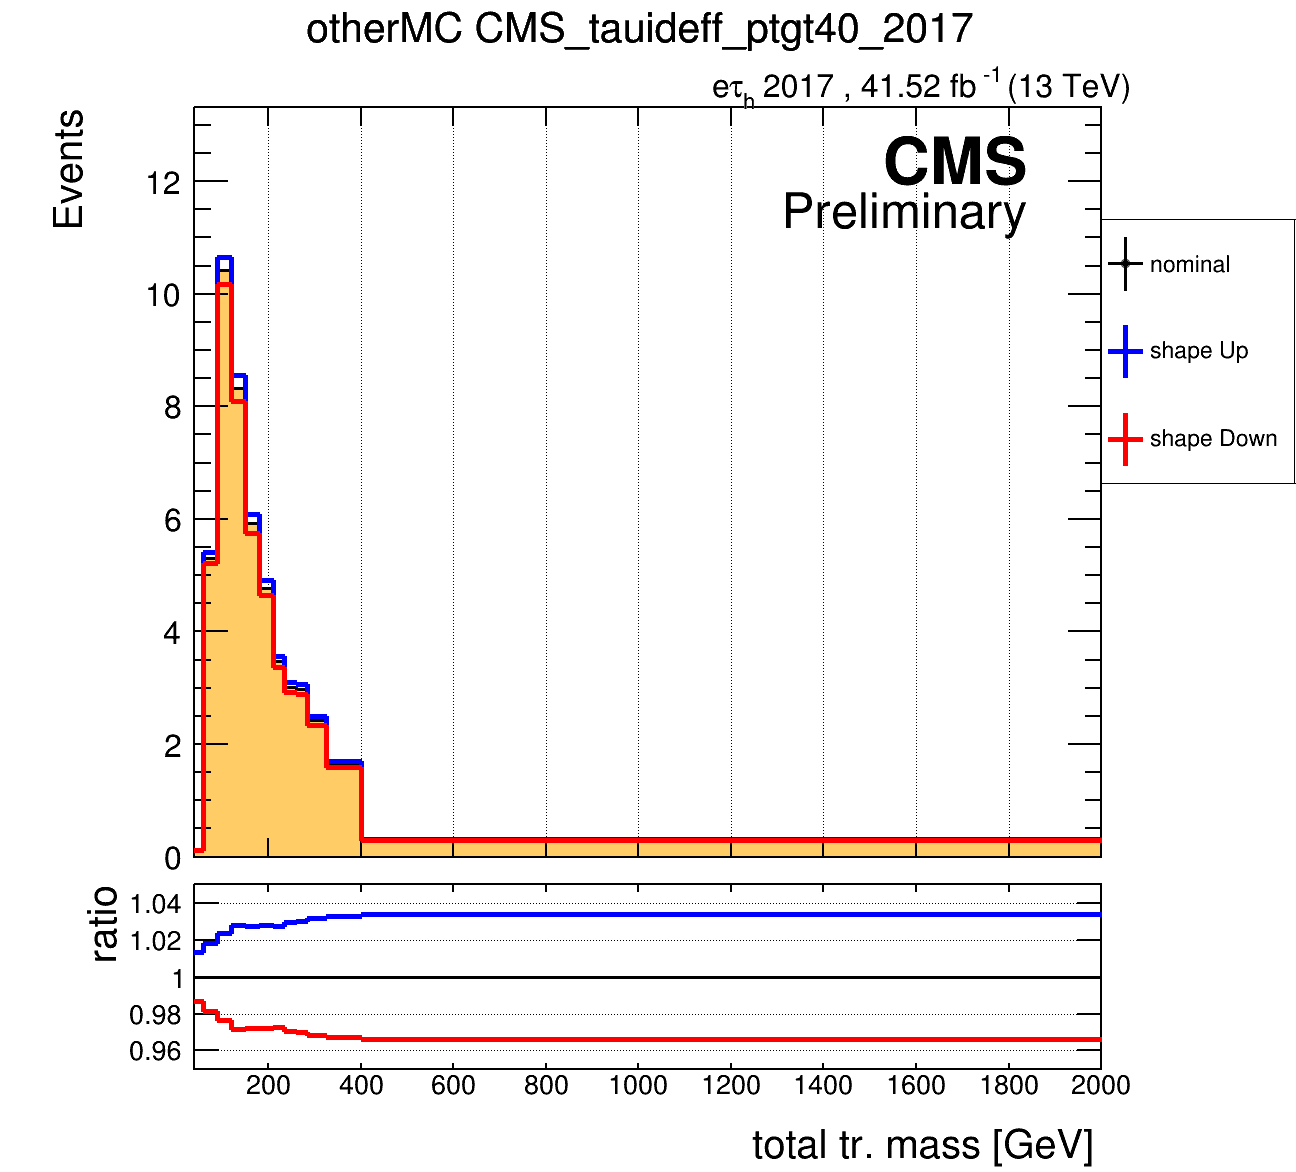 otherMC CMS_tauideff_ptgt40_2017
eτh 2017 , 41.52 fb -1 (13 TeV)
Events
CMS
Preliminary
12
10
8
6
4
2
0
nominal
shape Up
shape Down
ratio
1.04
1.02
1
0.98
0.96
200 400 600 800 1000 1200 1400 1600 1800 2000
total tr. mass [GeV]